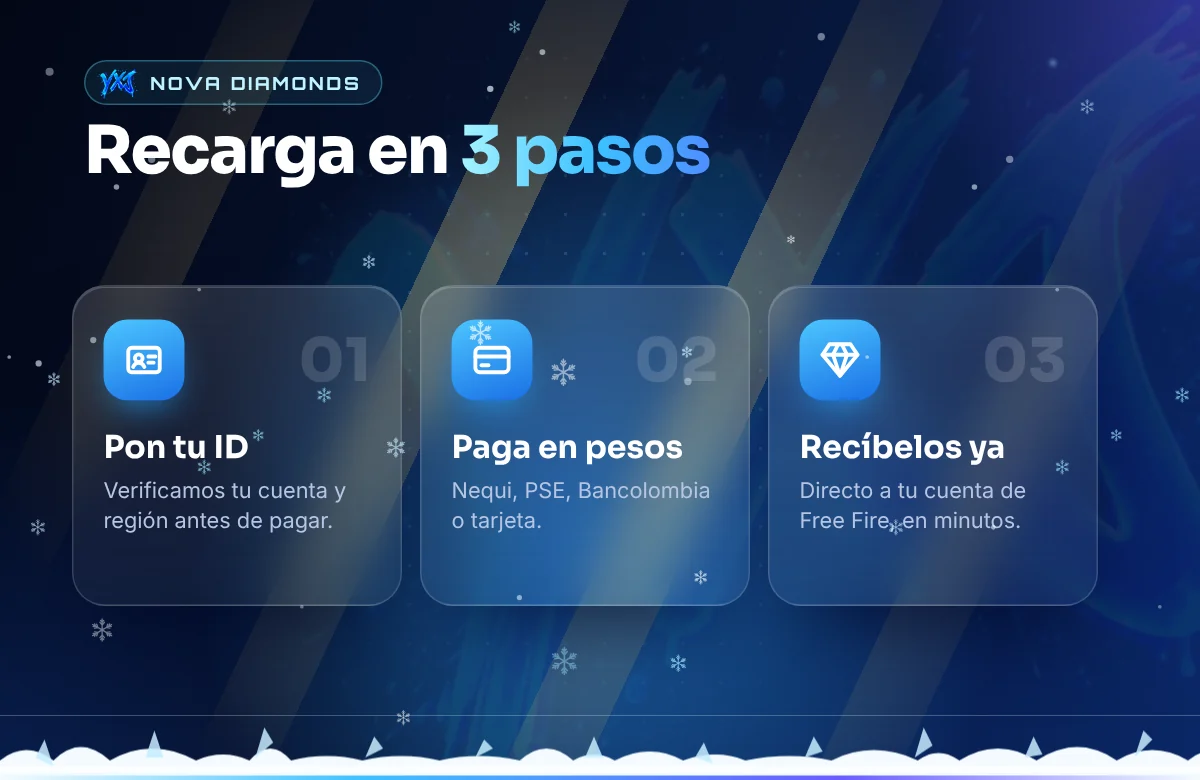 NOVA DIAMONDS
Recarga en 3 pasos
01
Pon tu ID
Verificamos tu cuenta y
región antes de pagar.
02
Paga en pesos
Nequi, PSE, Bancolombia
o tarjeta.
03
Recíbelos ya
Directo a tu cuenta de
Free Fire, en minutos.